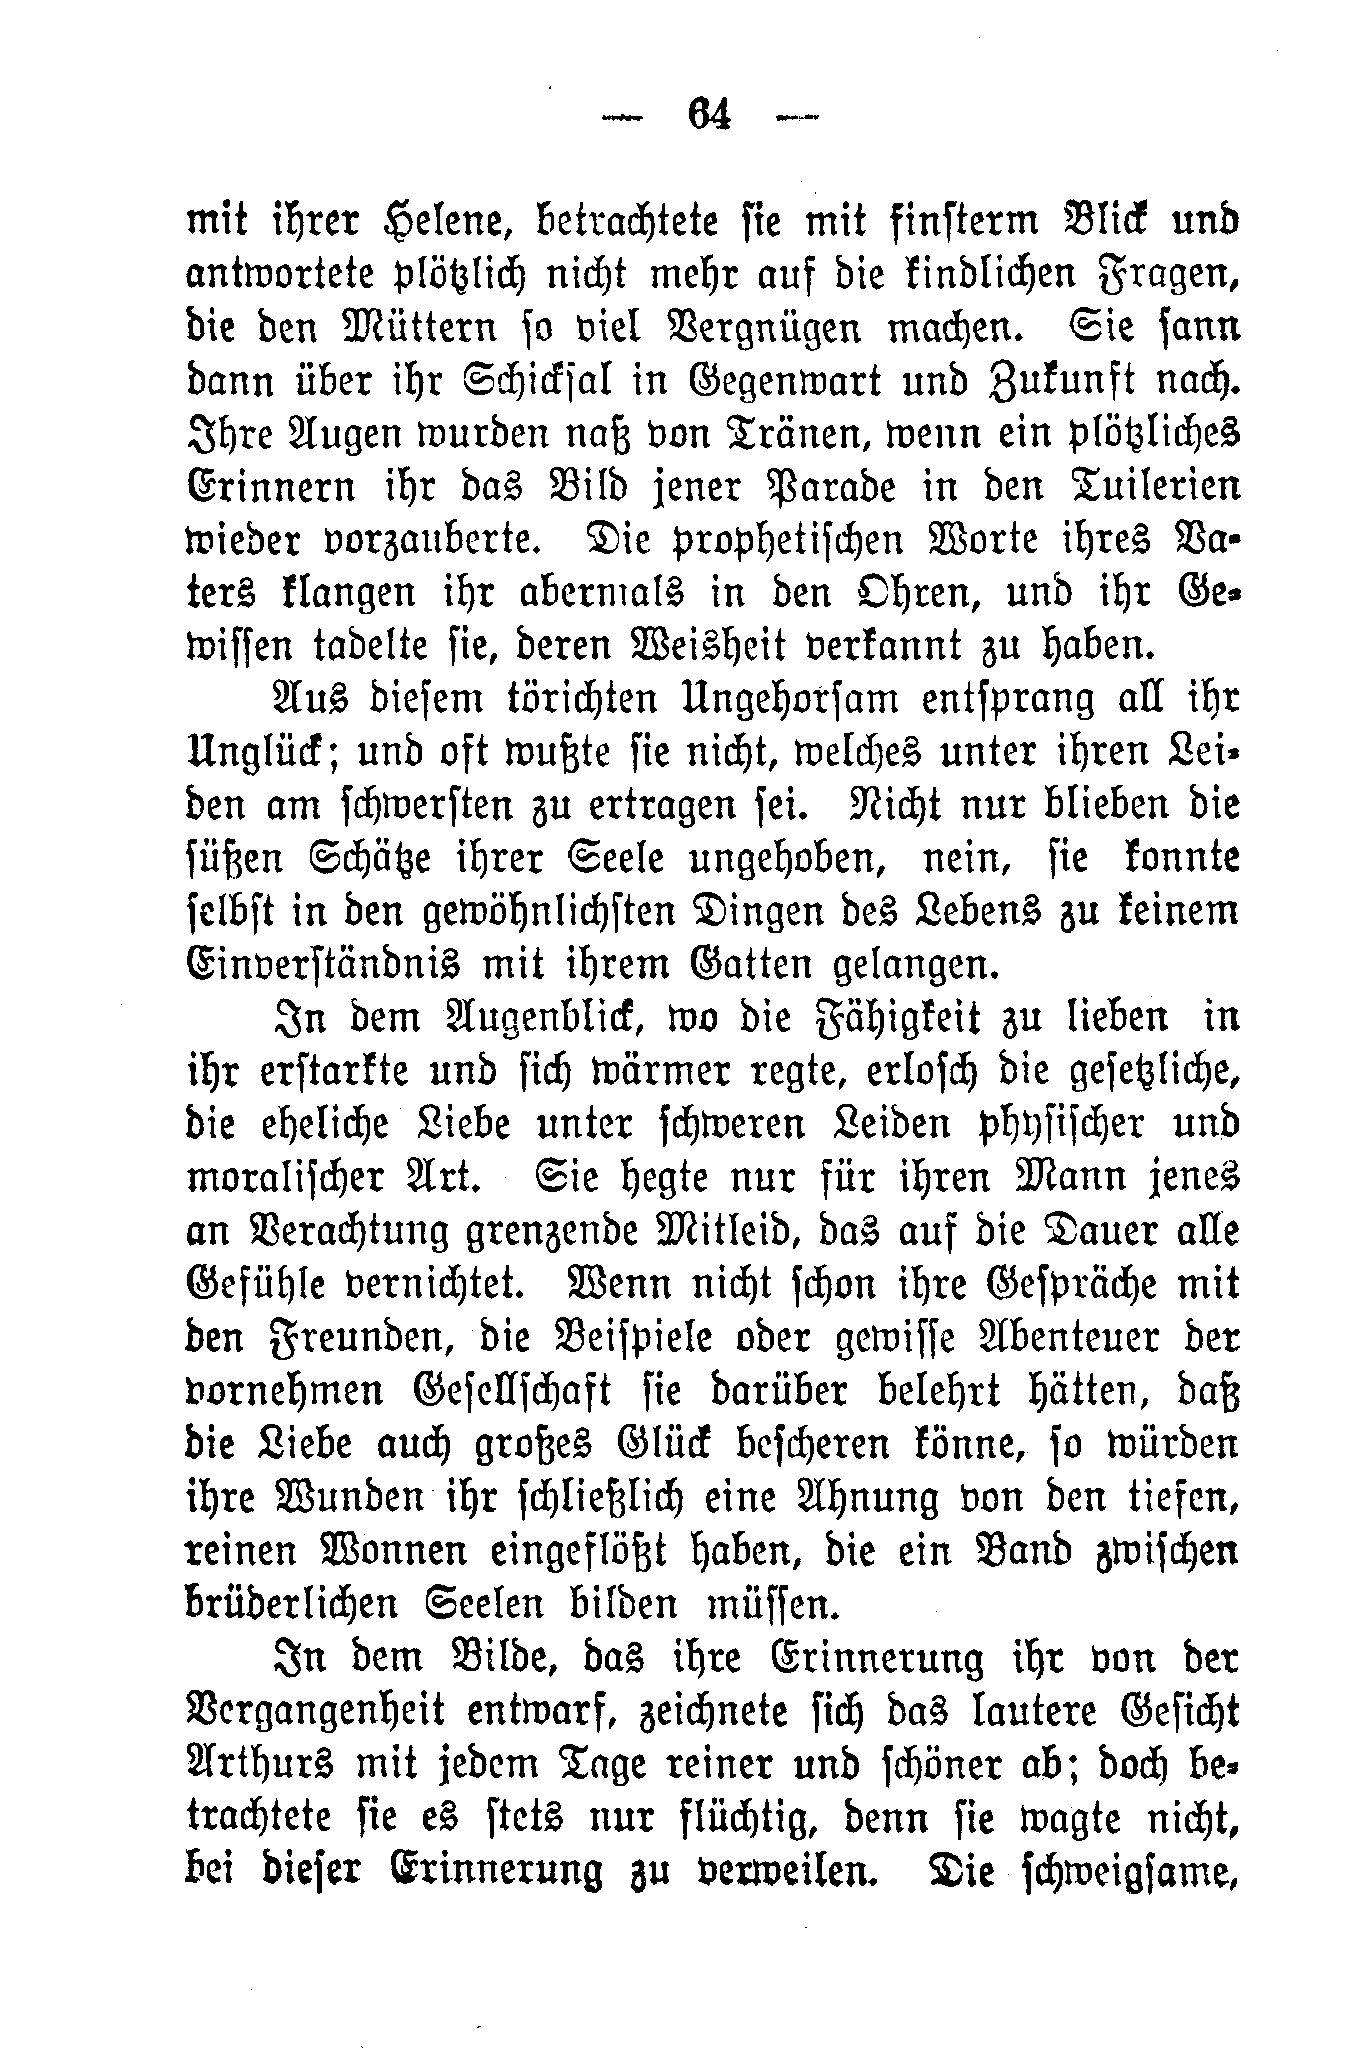 — 64 —
mit ihrer Helene, betrachtete sie mit finsterm Blick und
antwortete plötzlich nicht mehr auf die kindlichen Fragen,
die den Müttern so viel Vergnügen machen. Sie sann
dann über ihr Schicksal in Gegenwart und Zukunft nach.
Ihre Augen wurden naß von Tränen, wenn ein plötzliches
Erinnern ihr das Bild jener Parade in den Tuilerien
wieder vorzauberte. Die prophetischen Worte ihres Va-
ters klangen ihr abermals in den Ohren, und ihr Ge-
wissen tadelte sie, deren Weisheit verkannt zu haben.
Aus diesem törichten Ungehorsam entsprang all ihr
Unglück; und oft wußte sie nicht, welches unter ihren Lei-
den am schwersten zu ertragen sei. Nicht nur blieben die
süßen Schätze ihrer Seele ungehoben, nein, sie konnte
selbst in den gewöhnlichsten Dingen des Lebens zu keinem
Einverständnis mit ihrem Gatten gelangen.
In dem Augenblick, wo die Fähigkeit zu lieben in
ihr erstarkte und sich wärmer regte, erlosch die gesetzliche,
die eheliche Liebe unter schweren Leiden physischer und
moralischer Art. Sie hegte nur für ihren Mann jenes
an Verachtung grenzende Mitleid, das auf die Dauer alle
Gefühle vernichtet. Wenn nicht schon ihre Gespräche mit
den Freunden, die Beispiele oder gewisse Abenteuer der
vornehmen Gesellschaft sie darüber belehrt hätten, daß
die Liebe auch großes Glück bescheren könne, so würden
ihre Wunden ihr schließlich eine Ahnung von den tiefen,
reinen Wonnen eingeflößt haben, die ein Band zwischen
brüderlichen Seelen bilden müssen.
In dem Bilde, das ihre Erinnerung ihr von der
Vergangenheit entwarf, zeichnete sich das lautere Gesicht
Arthurs mit jedem Tage reiner und schöner ab; doch be-
trachtete sie es stets nur flüchtig, denn sie wagte nicht,
bei dieser Erinnerung zu verweilen. Die schweigsame,